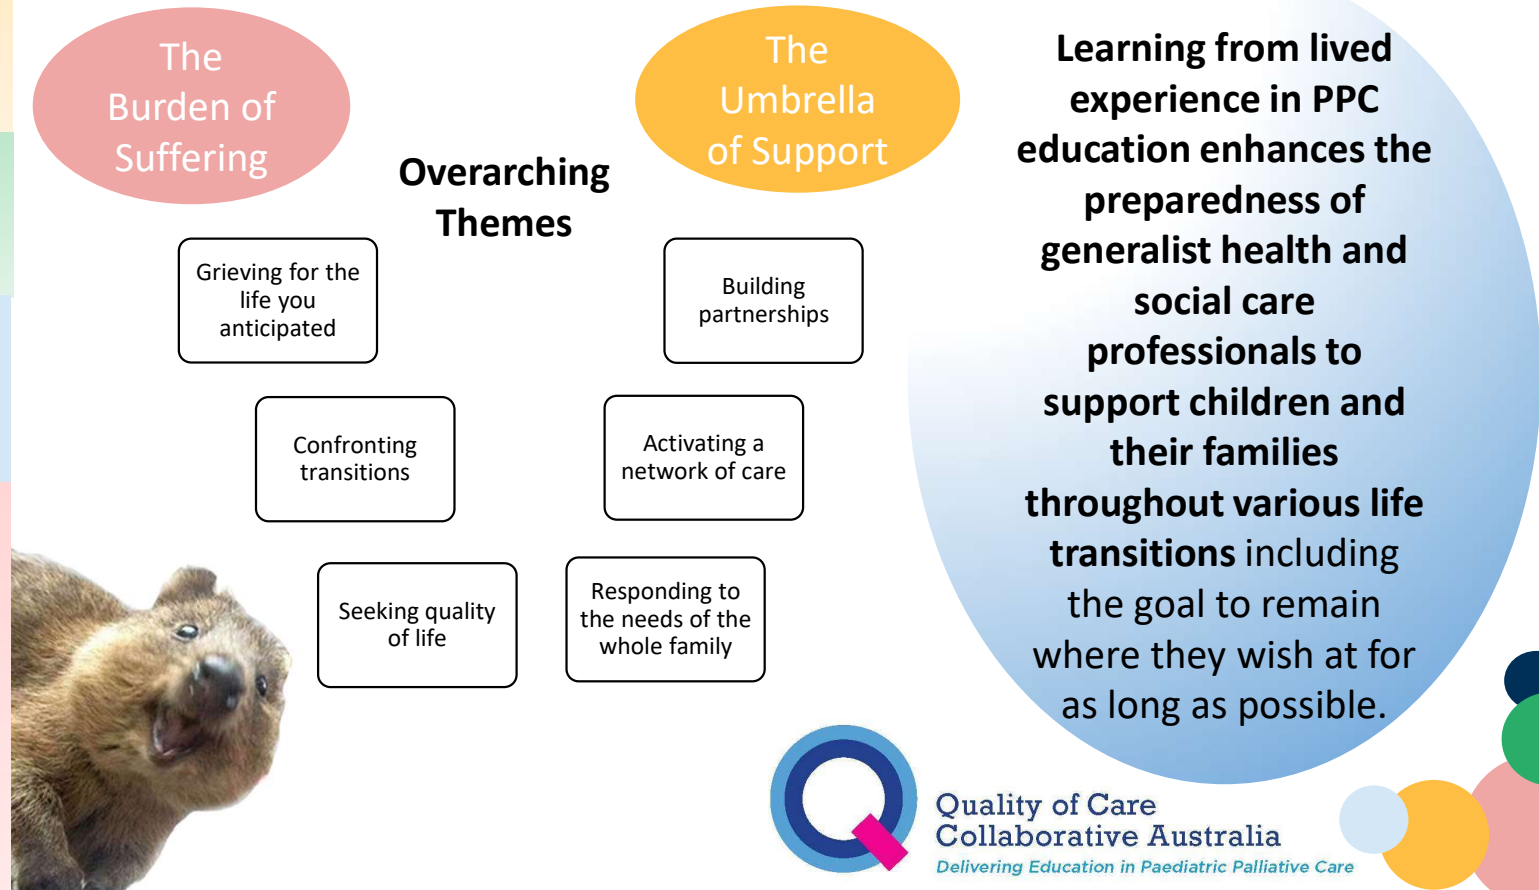 The
Burden of
Suffering
Overarching
Themes
The
Umbrella
of Support
Grieving for the
life you
anticipated
Confronting
transitions
Seeking quality
of life
Building
partnerships
Activating a
network of care
Responding to
the needs of the
whole family
Learning from lived
experience in PPC
education enhances the
preparedness of
generalist health and
social care
professionals to
support children and
their families
throughout various life
transitions including
the goal to remain
where they wish at for
as long as possible.
Quality of Care
Collaborative Australia
Delivering Education in Paediatric Palliative Care